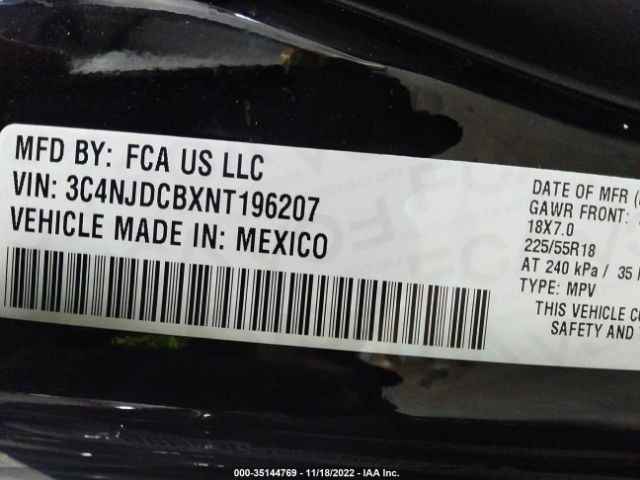 MFD BY: FCA US LLC
VIN: 3C4NJDCBXNT196207
VEHICLE MADE IN: MEXICO
DATE OF MFR
GAWR FRONT:
18X7.0
225/55R18
AT 240 kPa / 35
TYPE: MPV
THIS VEHICLE
SAFETY AND
000-35144769 - 11/18/2022 - IAA Inc.